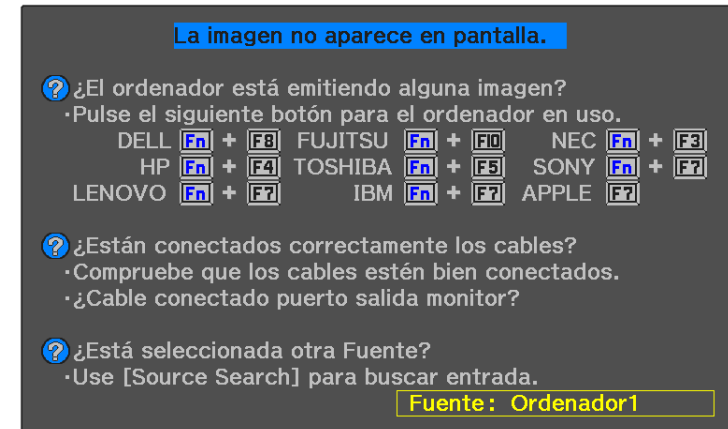 La imagen no aparece en pantalla.
? ¿El ordenador está emitiendo alguna imagen?
·Pulse el siguiente botón para el ordenador en uso.
DELL Fn + F8 FUJITSU Fn + F10 NEC Fn + F3
HP Fn + F4 TOSHIBA Fn + F5 SONY Fn + F7
LENOVO Fn + F7 IBM Fn + F7 APPLE F7
? ¿Están conectados correctamente los cables?
·Compruebe que los cables estén bien conectados.
·¿Cable conectado puerto salida monitor?
? ¿Está seleccionada otra Fuente?
·Use [Source Search] para buscar entrada.
Fuente: Ordenador1